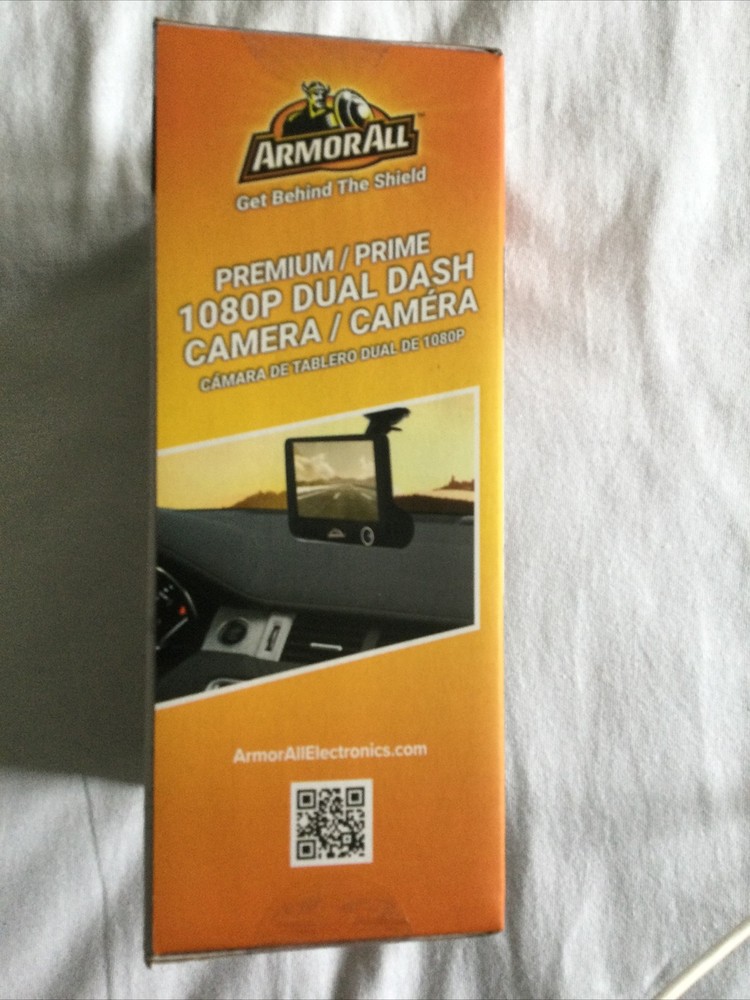 ARMORALL™
Get Behind The Shield
PREMIUM / PRIME
1080P DUAL DASH
CAMERA / CAMÉRA
CÁMARA DE TABLERO DUAL DE 1080P
ArmorAllElectronics.com